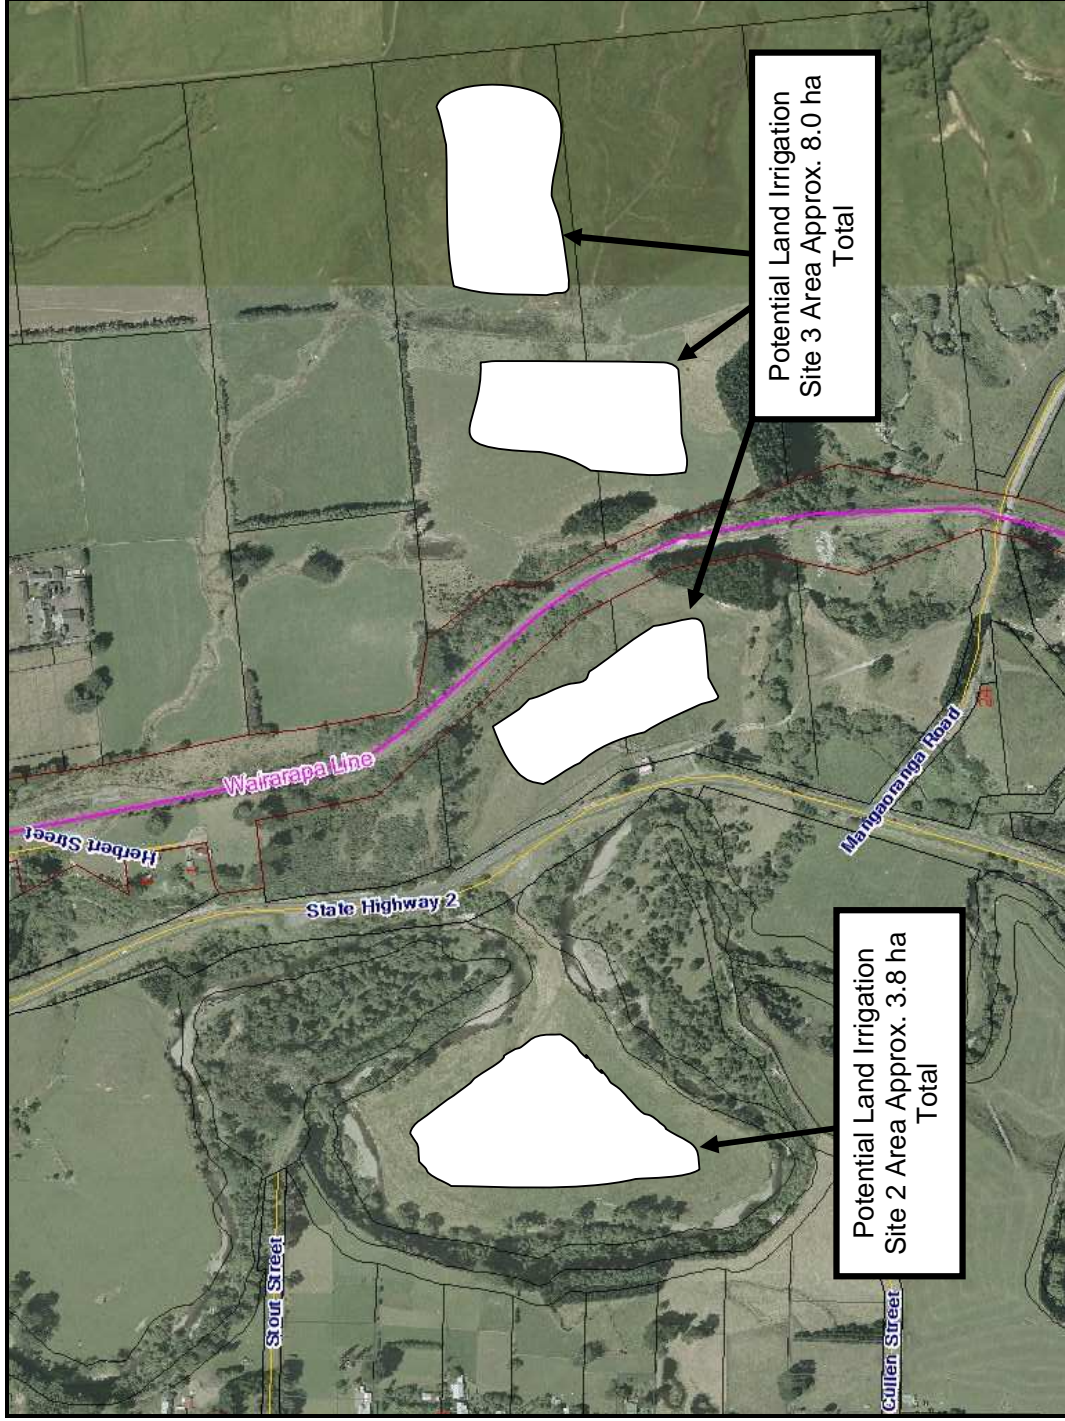 Potential Land Irrigation
Site 3 Area Approx. 8.0 ha
Total
Herbert Street
Wairarapa Line
State Highway 2
Mangaoranga Road
Potential Land Irrigation
Site 2 Area Approx. 3.8 ha
Total
Stout Street
Cullen Street